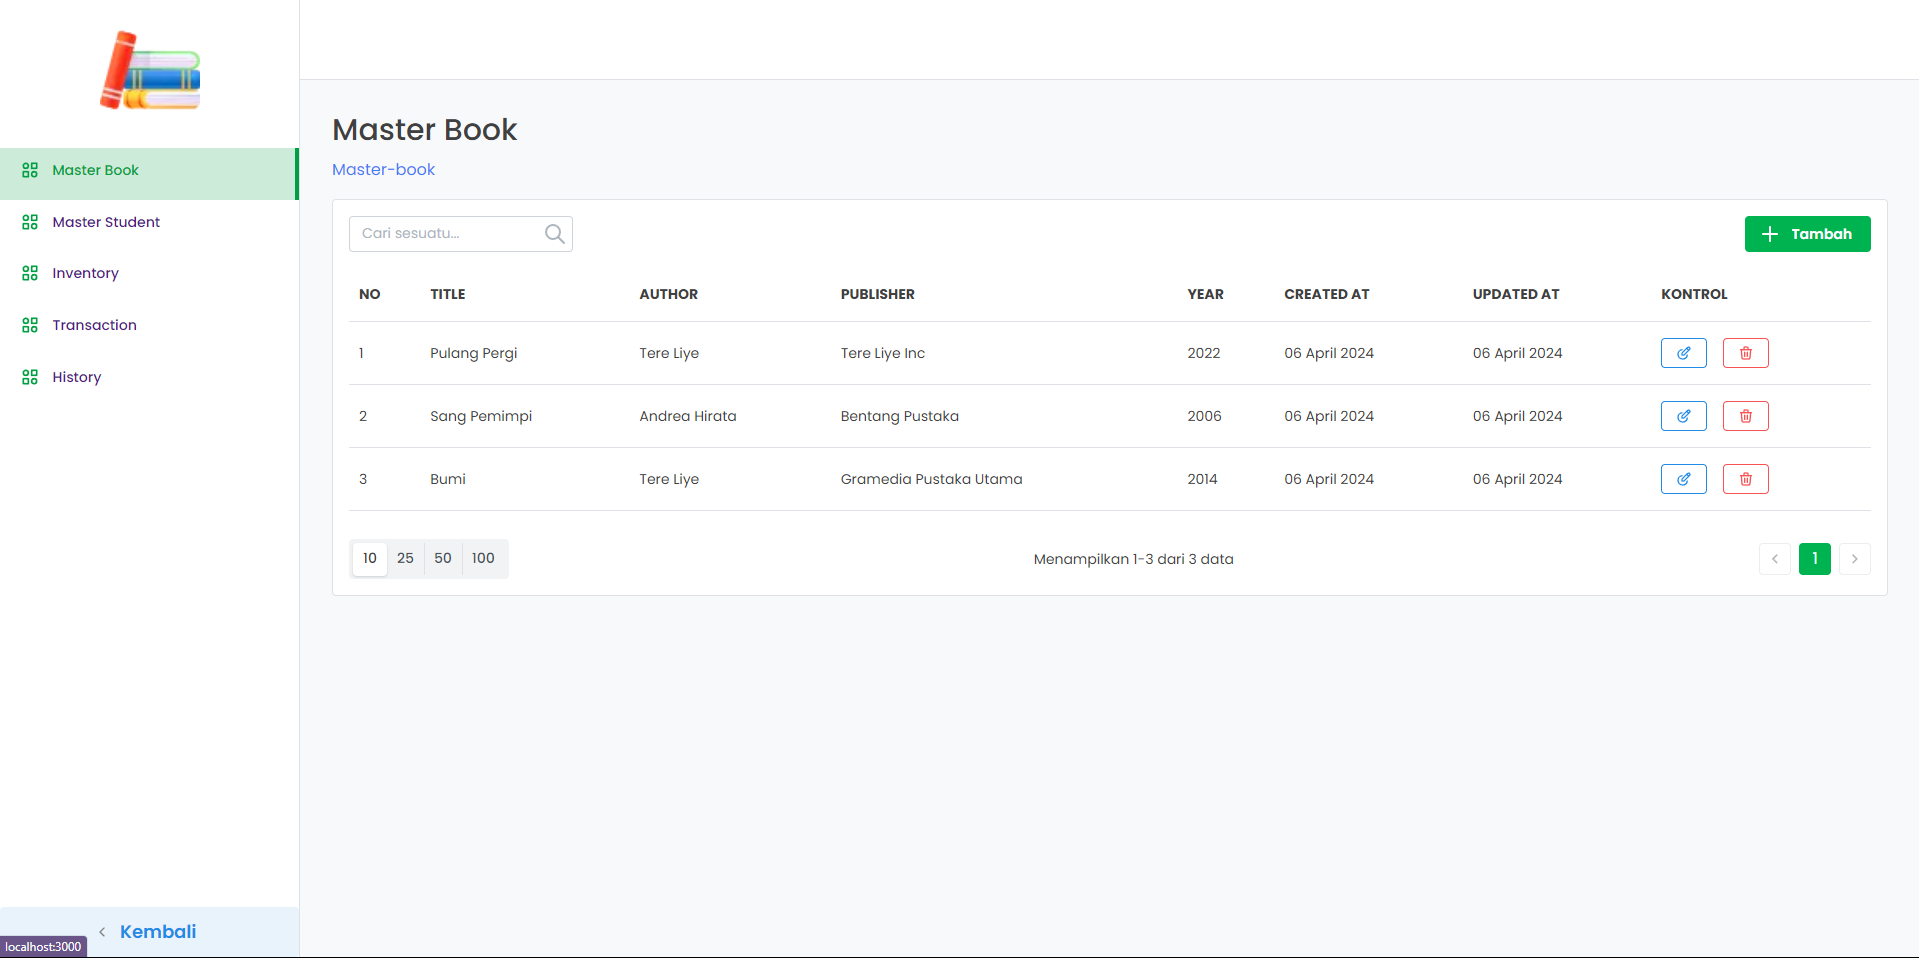 Master Book
Master Student
Inventory
Transaction
History
Kembali
localhost:3000
Master Book
Master-book
Cari sesuatu...
Tambah
NO TITLE AUTHOR PUBLISHER YEAR CREATED AT UPDATED AT KONTROL
1 Pulang Pergi Tere Liye Tere Liye Inc 2022 06 April 2024 06 April 2024
2 Sang Pemimpi Andrea Hirata Bentang Pustaka 2006 06 April 2024 06 April 2024
3 Bumi Tere Liye Gramedia Pustaka Utama 2014 06 April 2024 06 April 2024
10 25 50 100 Menampilkan 1-3 dari 3 data < 1 >